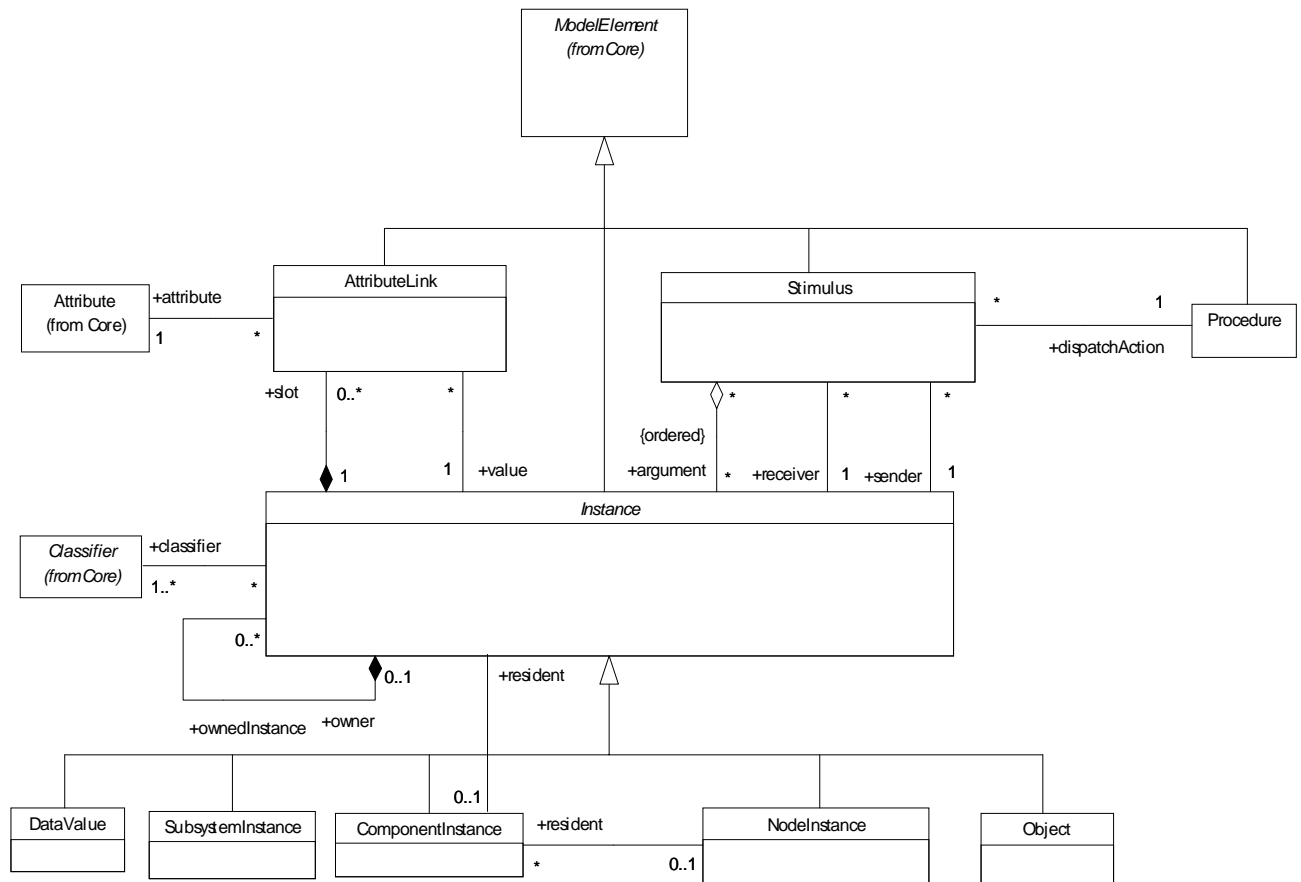 ModelElement
(from Core)
AttributeLink
Stimulus
Attribute
(from Core)
+attribute
1
*
*
1
Procedure
+dispatchAction
+slot
0..*
*
*
*
*
{ordered}
1
1
+value
+argument
*
+receiver
1
+sender
1
Instance
Classifier
(from Core)
+classifier
1..*
*
0..*
0..1
+resident
+ownedInstance
+owner
0..1
DataValue
SubsystemInstance
ComponentInstance
+resident
*
0..1
NodeInstance
Object